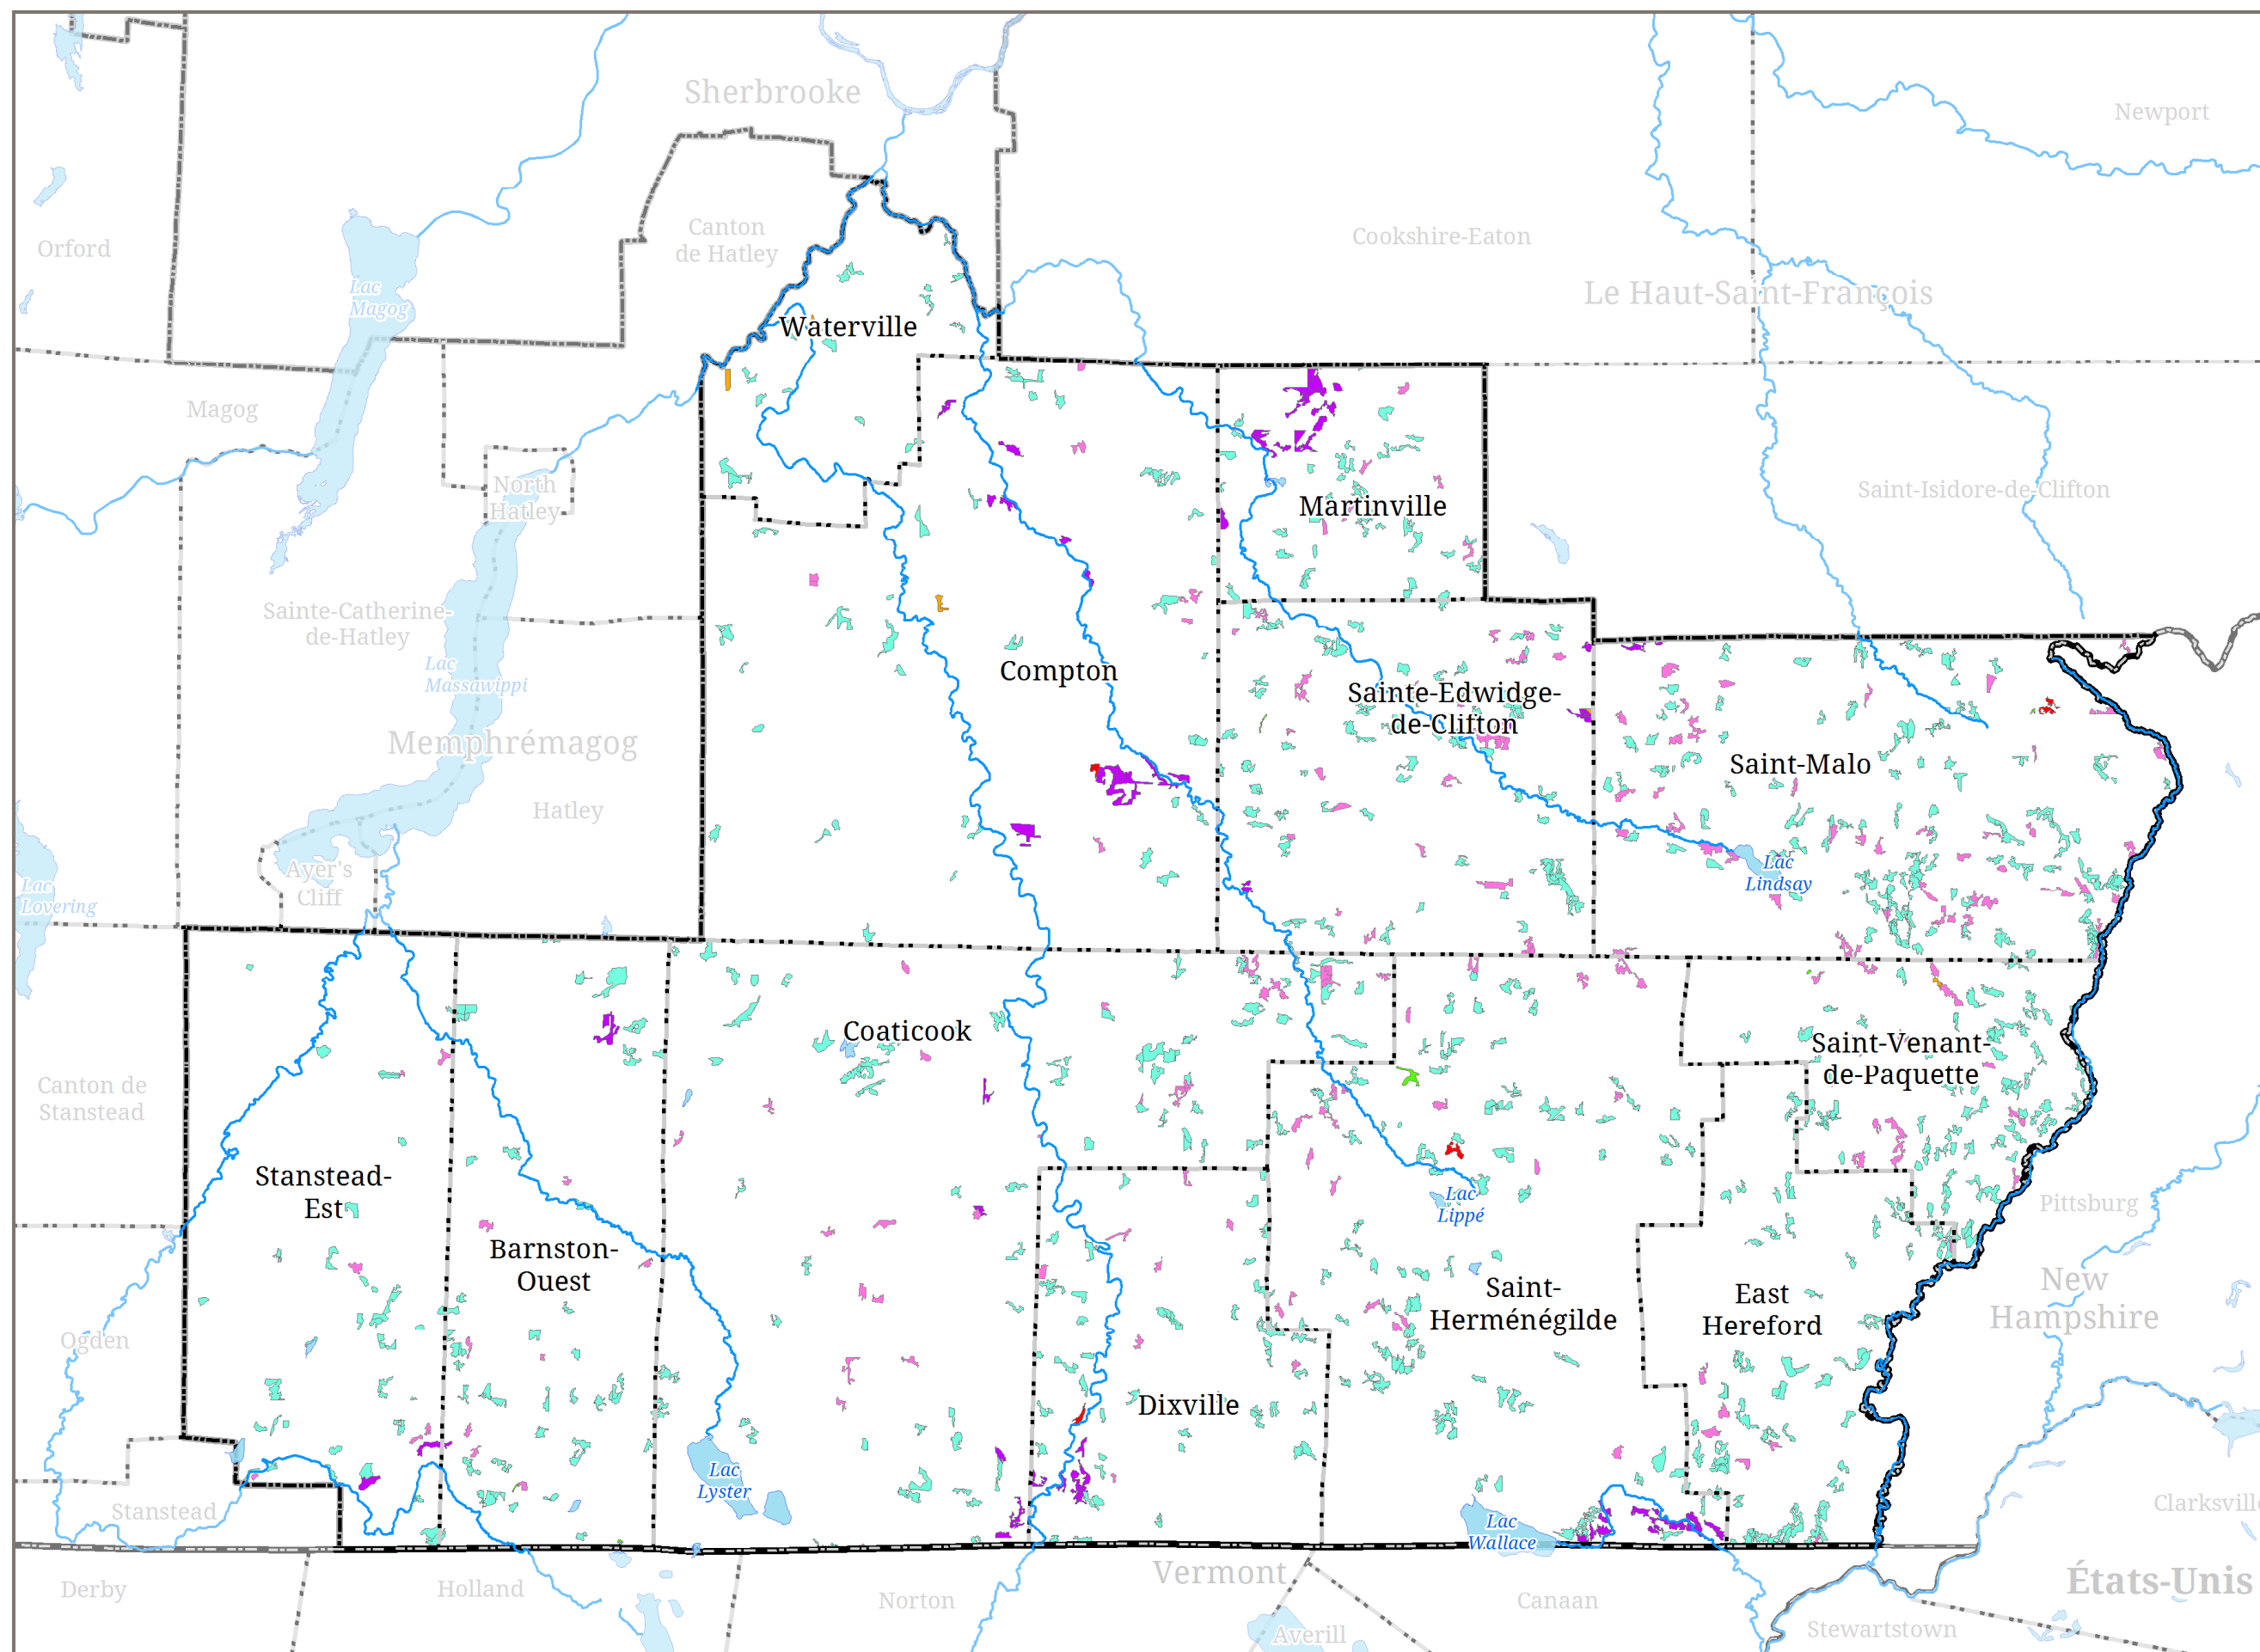 Sherbrooke
Newport
Orford
Canton
de Hatley
Cookshire-Eaton
Lac
Magog
Le Haut-Saint-François
Waterville
Magog
North
Hatley
Martinville
Saint-Isidore-de-Clifton
Sainte-Catherine-
de-Hatley
Lac
Massawippi
Compton
Sainte-Edwidge-
de-Clifton
Memphrémagog
Saint-Malo
Hatley
Ayer's
Cliff
Lac
Lovering
Lac
Lindsay
Coaticook
Saint-Venant-
de-Paquette
Canton de
Stanstead
Stanstead-
Est
Lac
Lippé
Pittsburg
Barnston-
Ouest
Saint-
Herménégilde
East
Hereford
New
Hampshire
Ogden
Dixville
Lac
Lyster
Stanstead
Lac
Wallace
Clarksville
Derby
Holland
Norton
Vermont
Canaan
États-Unis
Averill
Stewartstown